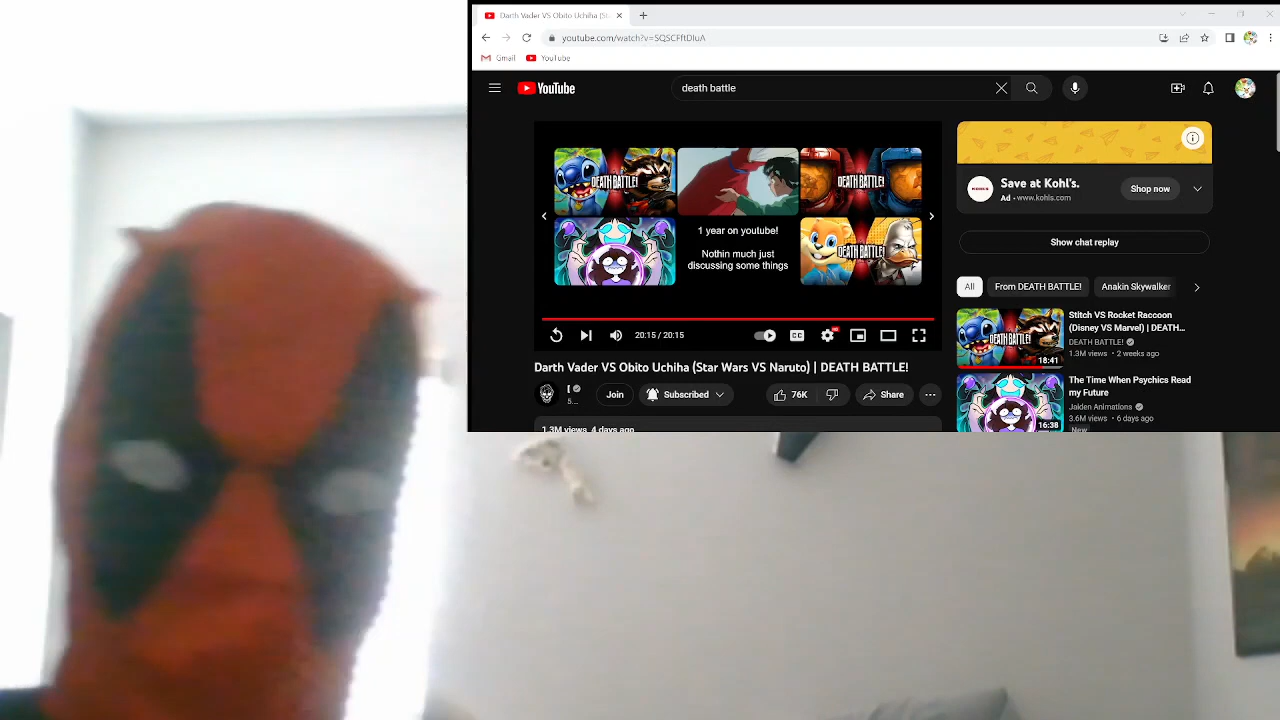 Darth Vader VS Obito Uchiha (St
youtube.com/watch?v=SQSCFftDIuA
Gmail YouTube
YouTube
death battle
DEATH BATTLE!
DEATH BATTLE!
1 year on youtube!
Nothin much just
discussing some things
DEATH BATTLE!
20:15 / 20:15
CC
HD
Darth Vader VS Obito Uchiha (Star Wars VS Naruto) | DEATH BATTLE!
[
5...
Join
Subscribed
76K
Share
1.3M views 4 days ago
KOHL'S
Save at Kohl's.
Ad · www.kohls.com
Shop now
Show chat replay
All
From DEATH BATTLE!
Anakin Skywalker
18:41
Stitch VS Rocket Raccoon
(Disney VS Marvel) | DEATH...
DEATH BATTLE!
1.3M views • 2 weeks ago
16:38
The Time When Psychics Read
my Future
Jaiden Animations
3.6M views • 6 days ago
New